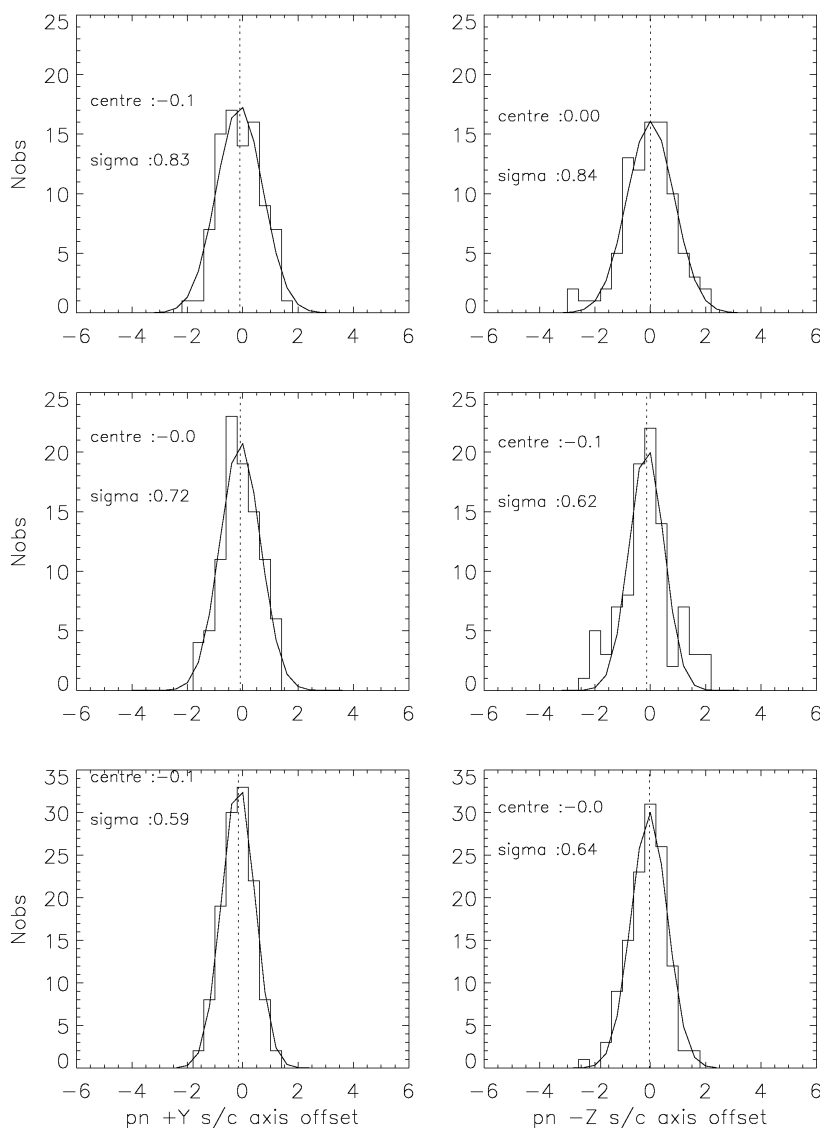 25
20
15
10
5
0
Nobs
centre :−0.1
sigma :0.83
−6 −4 −2 0 2 4 6
25
20
15
10
5
0
centre :0.00
sigma :0.84
−6 −4 −2 0 2 4 6
25
20
15
10
5
0
Nobs
centre :−0.0
sigma :0.72
−6 −4 −2 0 2 4 6
25
20
15
10
5
0
centre :−0.1
sigma :0.62
−6 −4 −2 0 2 4 6
35
30
25
20
15
10
5
0
Nobs
centre :−0.1
sigma :0.59
−6 −4 −2 0 2 4 6
pn +Y s/c axis offset
35
30
25
20
15
10
5
0
centre :−0.0
sigma :0.64
−6 −4 −2 0 2 4 6
pn −Z s/c axis offset